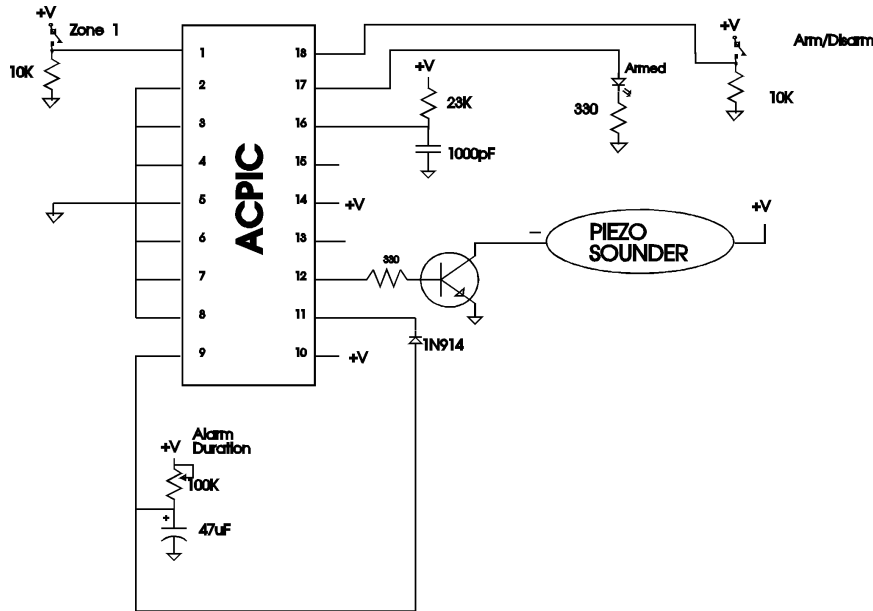 +V
Zone 1
10K
1
2
3
4
5
6
7
8
9
ACPIC
18
17
16
15
14
13
12
11
10
+V
23K
1000pF
+V
+V
Armed
330
+V
Arm/Disarm
10K
330
–
PIEZO
SOUNDER
+V
1N914
Alarm
Duration
+V
100K
+
47uF